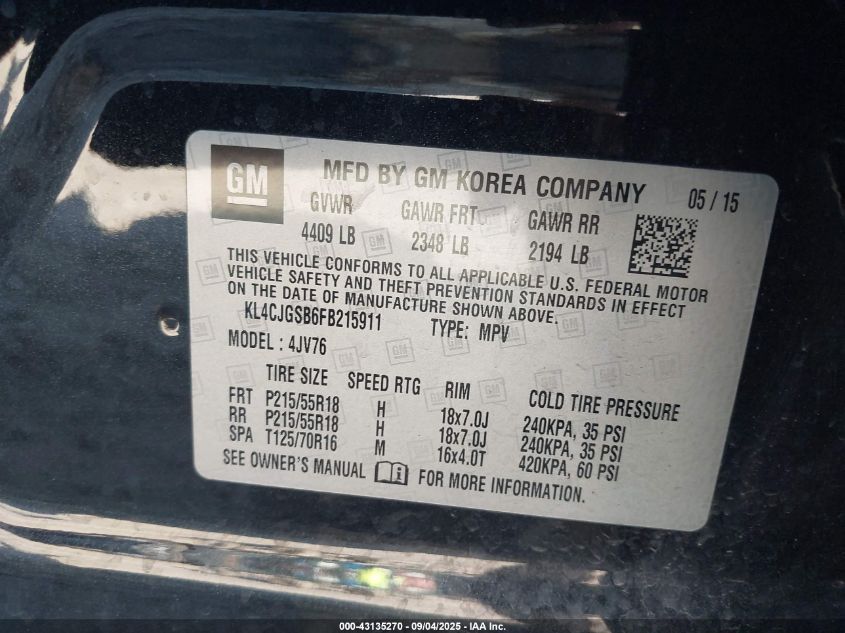 GM
MFD BY GM KOREA COMPANY 05 / 15
GVWR GAWR FRT GAWR RR
4409 LB 2348 LB 2194 LB
THIS VEHICLE CONFORMS TO ALL APPLICABLE U.S. FEDERAL MOTOR
VEHICLE SAFETY AND THEFT PREVENTION STANDARDS IN EFFECT
ON THE DATE OF MANUFACTURE SHOWN ABOVE.
KL4CJGSB6FB215911 TYPE: MPV
MODEL : 4JV76
TIRE SIZE SPEED RTG RIM COLD TIRE PRESSURE
FRT P215/55R18 H 18x7.0J 240KPA, 35 PSI
RR P215/55R18 H 18x7.0J 240KPA, 35 PSI
SPA T125/70R16 M 16x4.0T 420KPA, 60 PSI
SEE OWNER'S MANUAL FOR MORE INFORMATION.
000-43135270 - 09/04/2025 - IAA Inc.